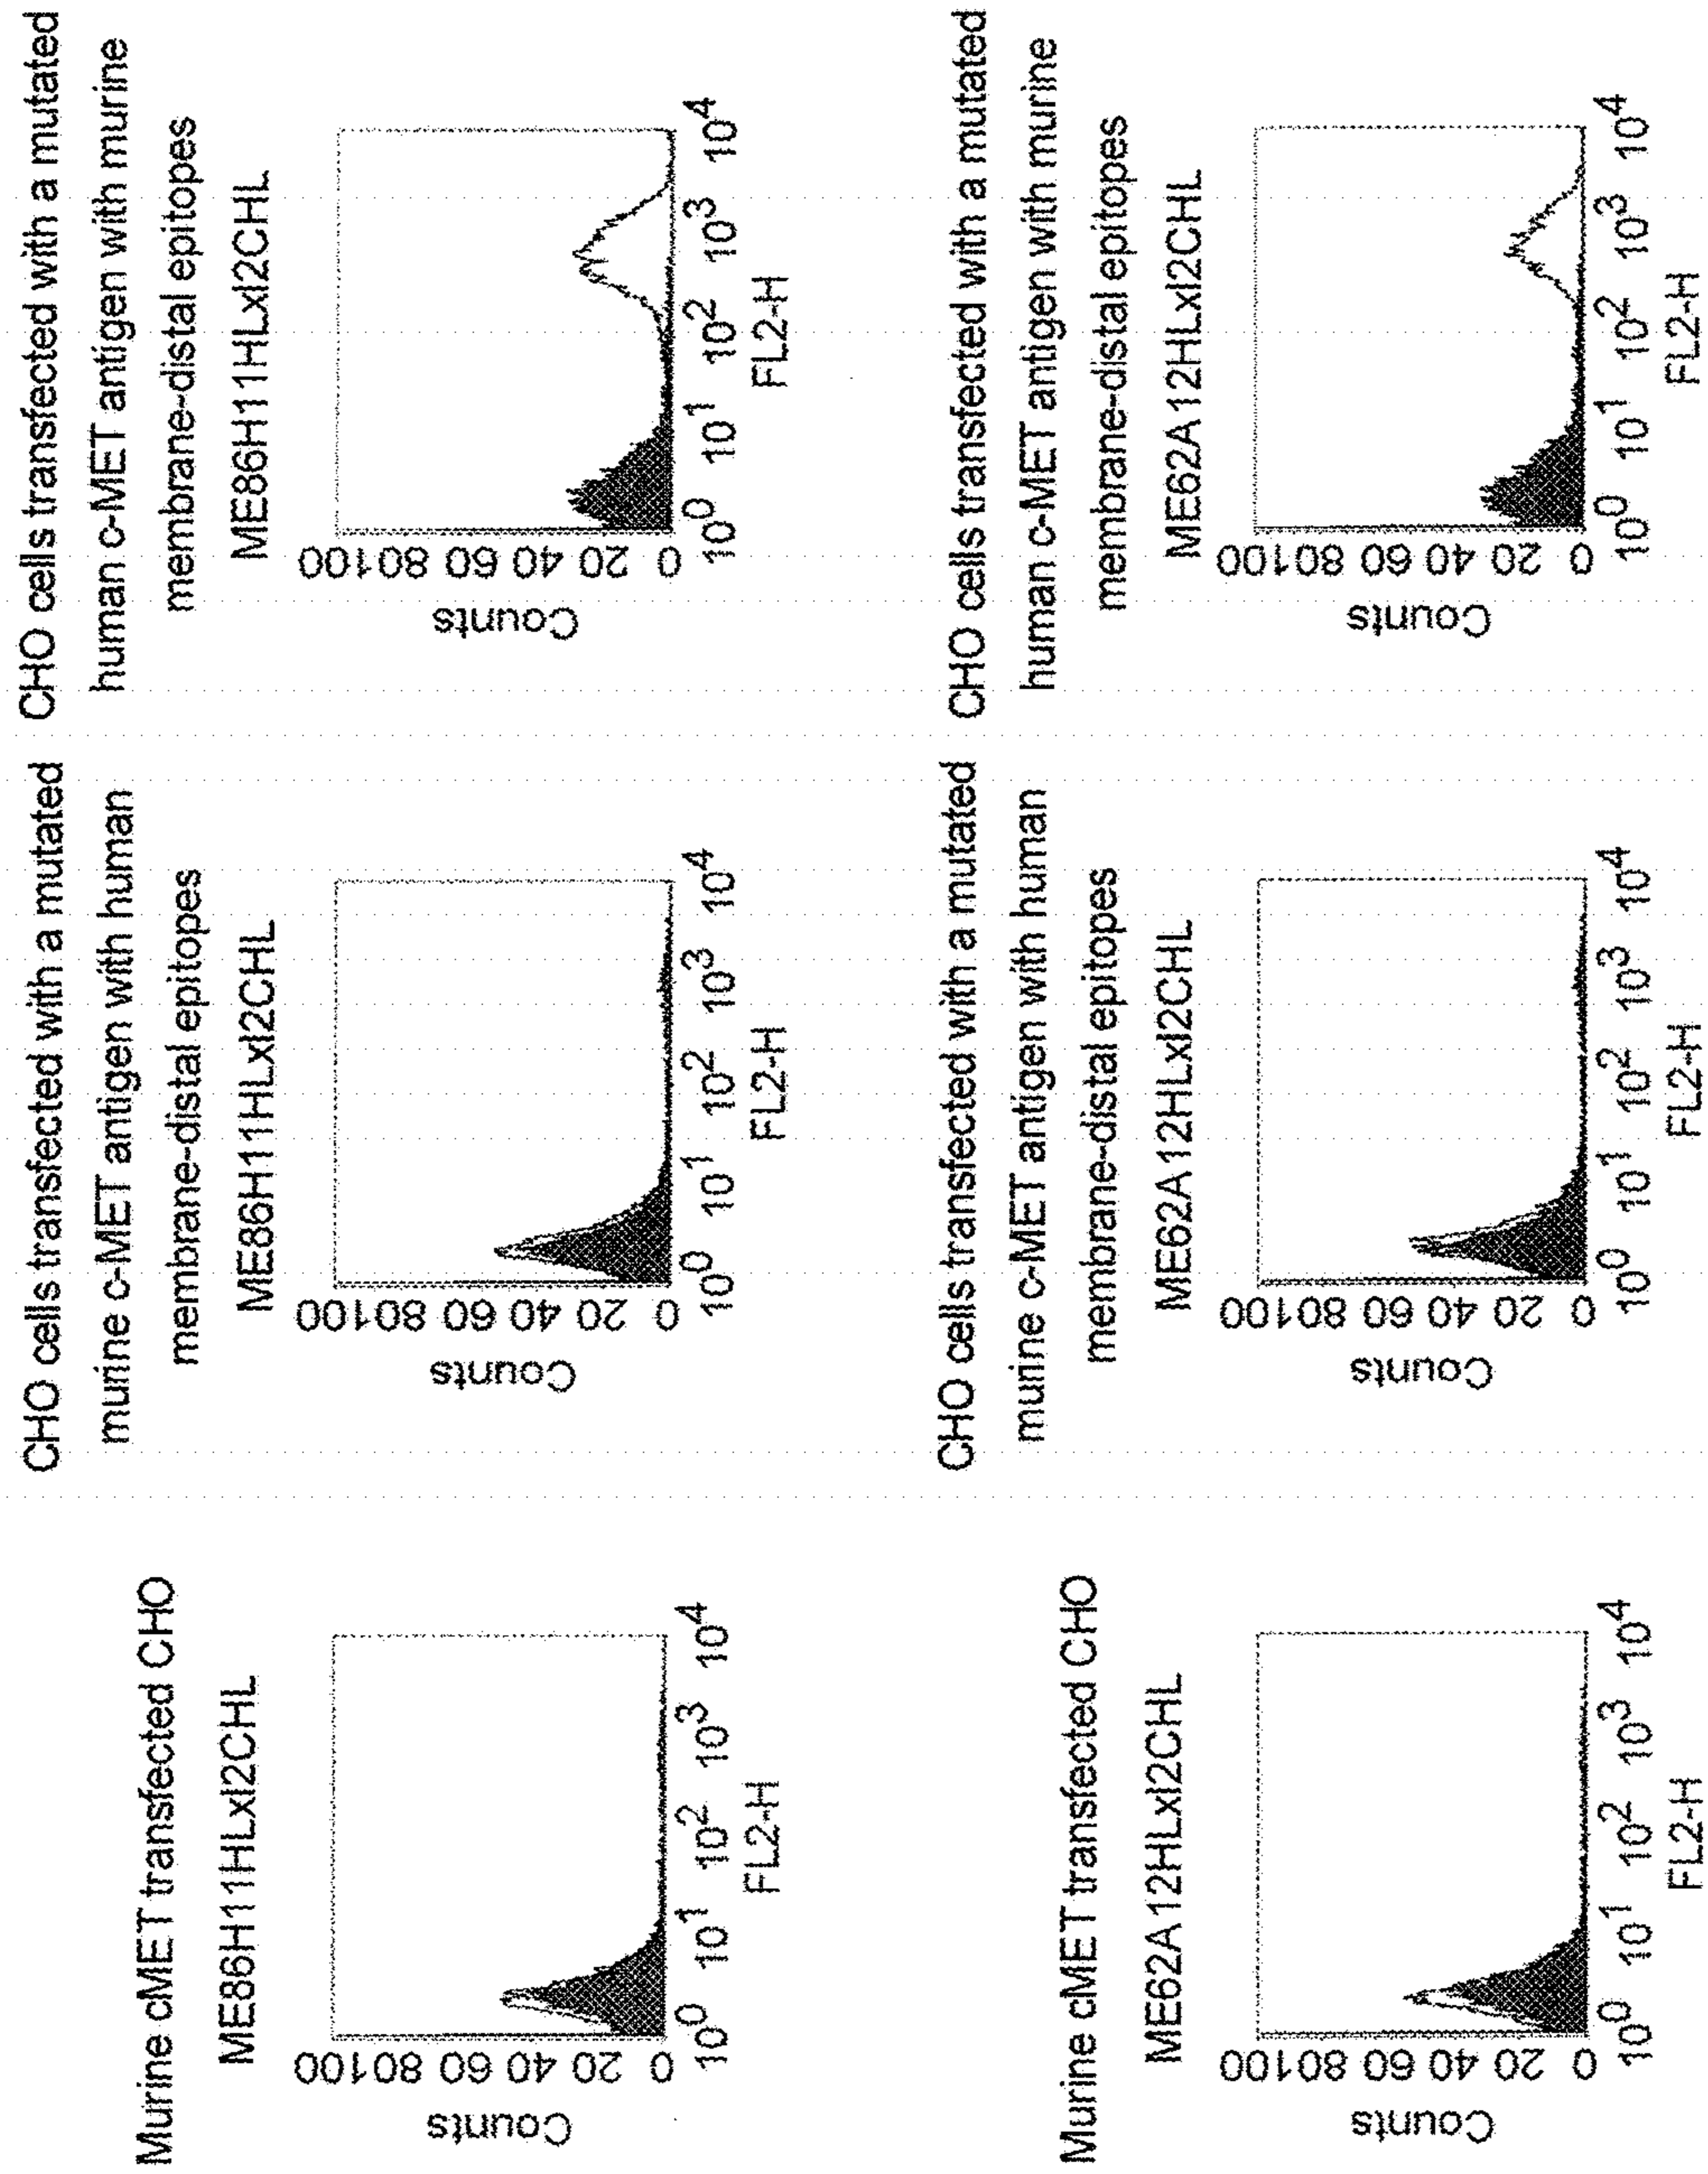 Murine cMET transfected CHO
ME86H11HLxI2CHL
Counts
0 20 40 60 80100
10^0 10^1 10^2 10^3 10^4
FL2-H
CHO cells transfected with a mutated
murine c-MET antigen with human
membrane-distal epitopes
ME86H11HLxI2CHL
Counts
0 20 40 60 80100
10^0 10^1 10^2 10^3 10^4
FL2-H
CHO cells transfected with a mutated
human c-MET antigen with murine
membrane-distal epitopes
ME86H11HLxI2CHL
Counts
0 20 40 60 80100
10^0 10^1 10^2 10^3 10^4
FL2-H
Murine cMET transfected CHO
ME62A12HLxI2CHL
Counts
0 20 40 60 80100
10^0 10^1 10^2 10^3 10^4
FL2-H
CHO cells transfected with a mutated
murine c-MET antigen with human
membrane-distal epitopes
ME62A12HLxI2CHL
Counts
0 20 40 60 80100
10^0 10^1 10^2 10^3 10^4
FL2-H
CHO cells transfected with a mutated
human c-MET antigen with murine
membrane-distal epitopes
ME62A12HLxI2CHL
Counts
0 20 40 60 80100
10^0 10^1 10^2 10^3 10^4
FL2-H